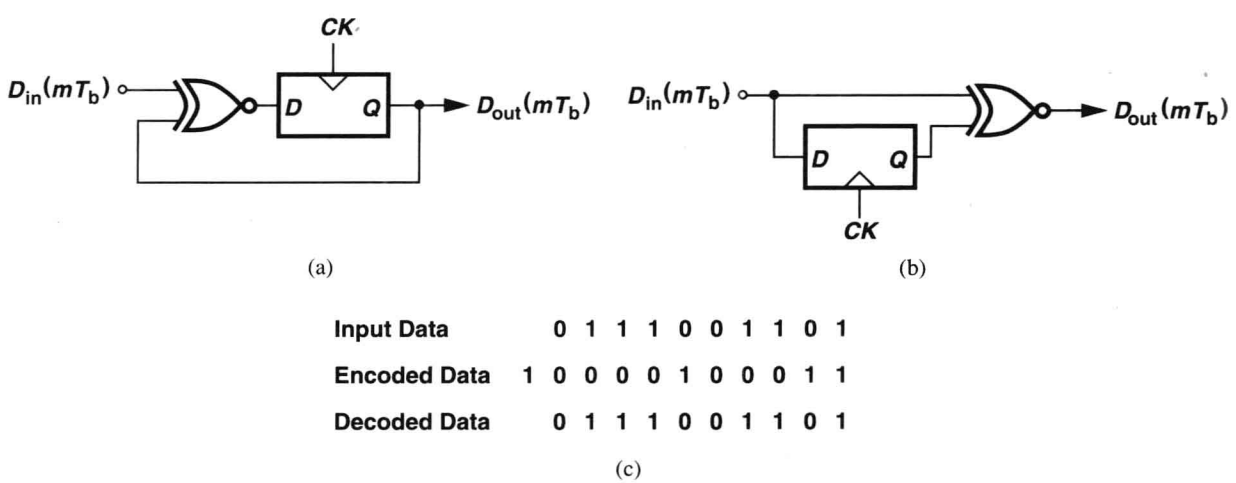 CK
D_in(mT_b)
D Q
D_out(mT_b)
(a)
D_in(mT_b)
D Q
D_out(mT_b)
CK
(b)
Input Data 0 1 1 1 0 0 1 1 0 1
Encoded Data 1 0 0 0 0 1 0 0 0 1 1
Decoded Data 0 1 1 1 0 0 1 1 0 1
(c)